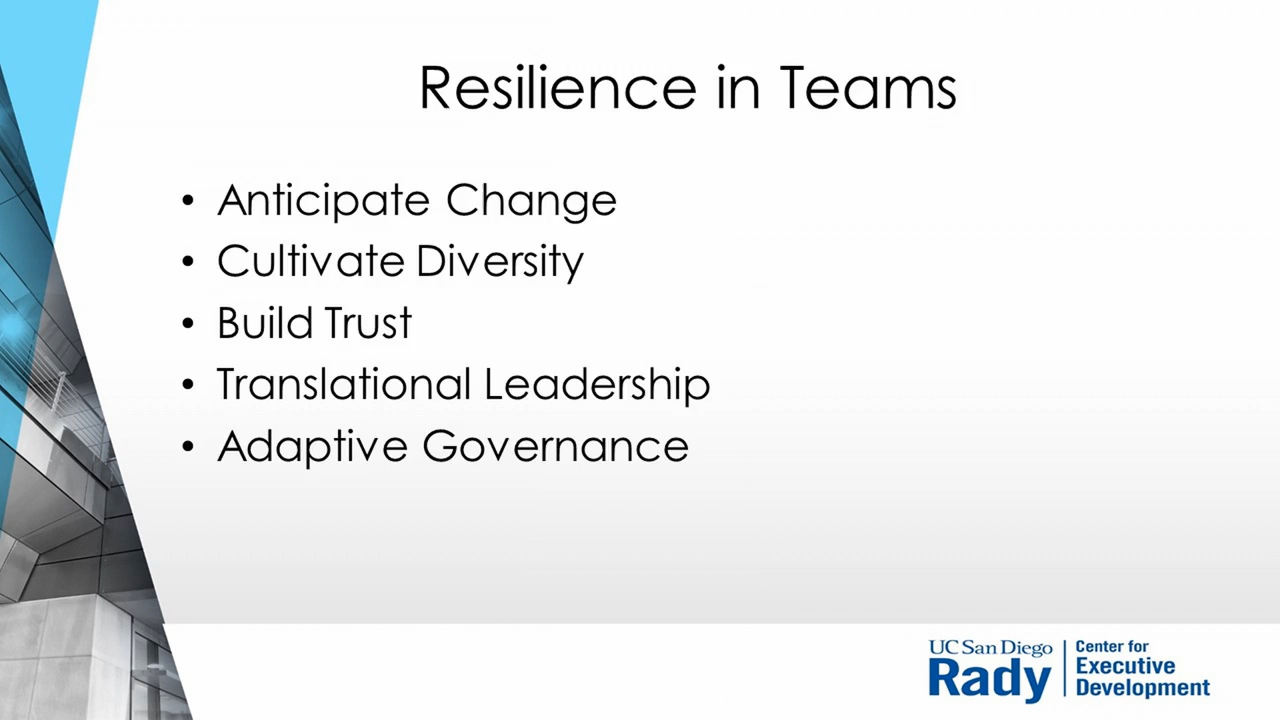 Resilience in Teams
• Anticipate Change
• Cultivate Diversity
• Build Trust
• Translational Leadership
• Adaptive Governance
UC San Diego
Rady
Center for
Executive
Development